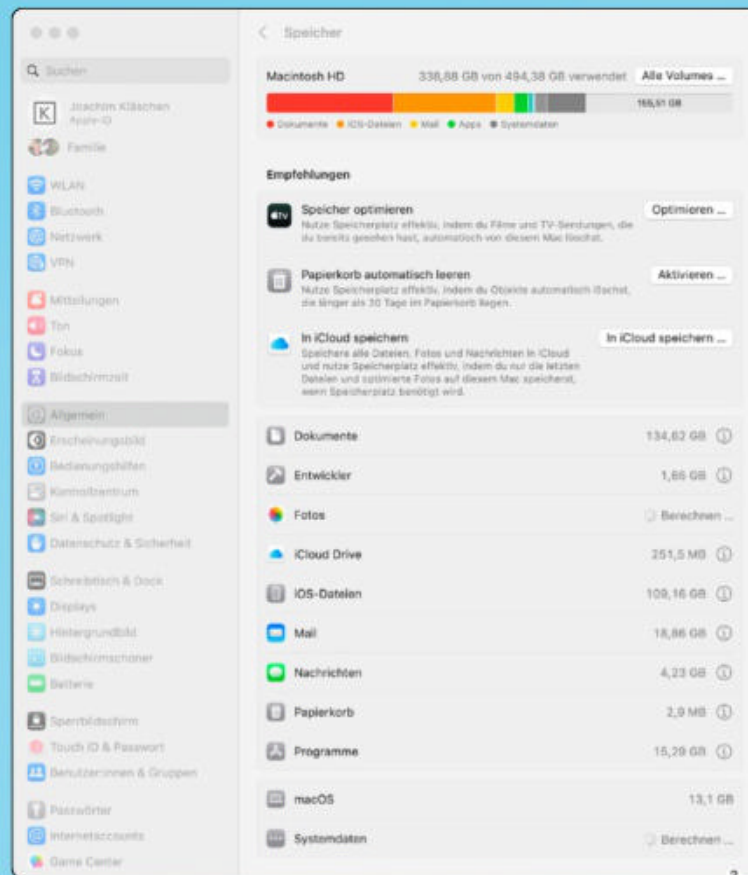 Speicher
Suchen
Joachim Kläschen
Apple-ID
Familie
WLAN
Bluetooth
Netzwerk
VPN
Mitteilungen
Ton
Fokus
Bildschirmzeit
Allgemein
Erscheinungsbild
Bedienungshilfen
Kontrollzentrum
Siri & Spotlight
Datenschutz & Sicherheit
Schreibtisch & Dock
Displays
Hintergrundbild
Bildschirmschoner
Batterie
Sperrbildschirm
Touch ID & Passwort
Benutzer:innen & Gruppen
Passwörter
Internetaccounts
Game Center
Macintosh HD 338,88 GB von 494,38 GB verwendet Alle Volumes ...
155,51 GB
Dokumente iOS-Dateien Mail Apps Systemdaten
Empfehlungen
Speicher optimieren Optimieren ...
Nutze Speicherplatz effektiv, indem du Filme und TV-Sendungen, die
du bereits gesehen hast, automatisch von diesem Mac löschst.
Papierkorb automatisch leeren Aktivieren ...
Nutze Speicherplatz effektiv, indem du Objekte automatisch löschst,
die länger als 30 Tage im Papierkorb liegen.
In iCloud speichern In iCloud speichern ...
Speichere alle Dateien, Fotos und Nachrichten in iCloud
und nutze Speicherplatz effektiv, indem du nur die letzten
Dateien und optimierte Fotos auf diesem Mac speicherst,
wenn Speicherplatz benötigt wird.
Dokumente 134,62 GB
Entwickler 1,66 GB
Fotos Berechnen ...
iCloud Drive 251,5 MB
iOS-Dateien 109,16 GB
Mail 18,86 GB
Nachrichten 4,23 GB
Papierkorb 2,9 MB
Programme 15,29 GB
macOS 13,1 GB
Systemdaten Berechnen ...
?